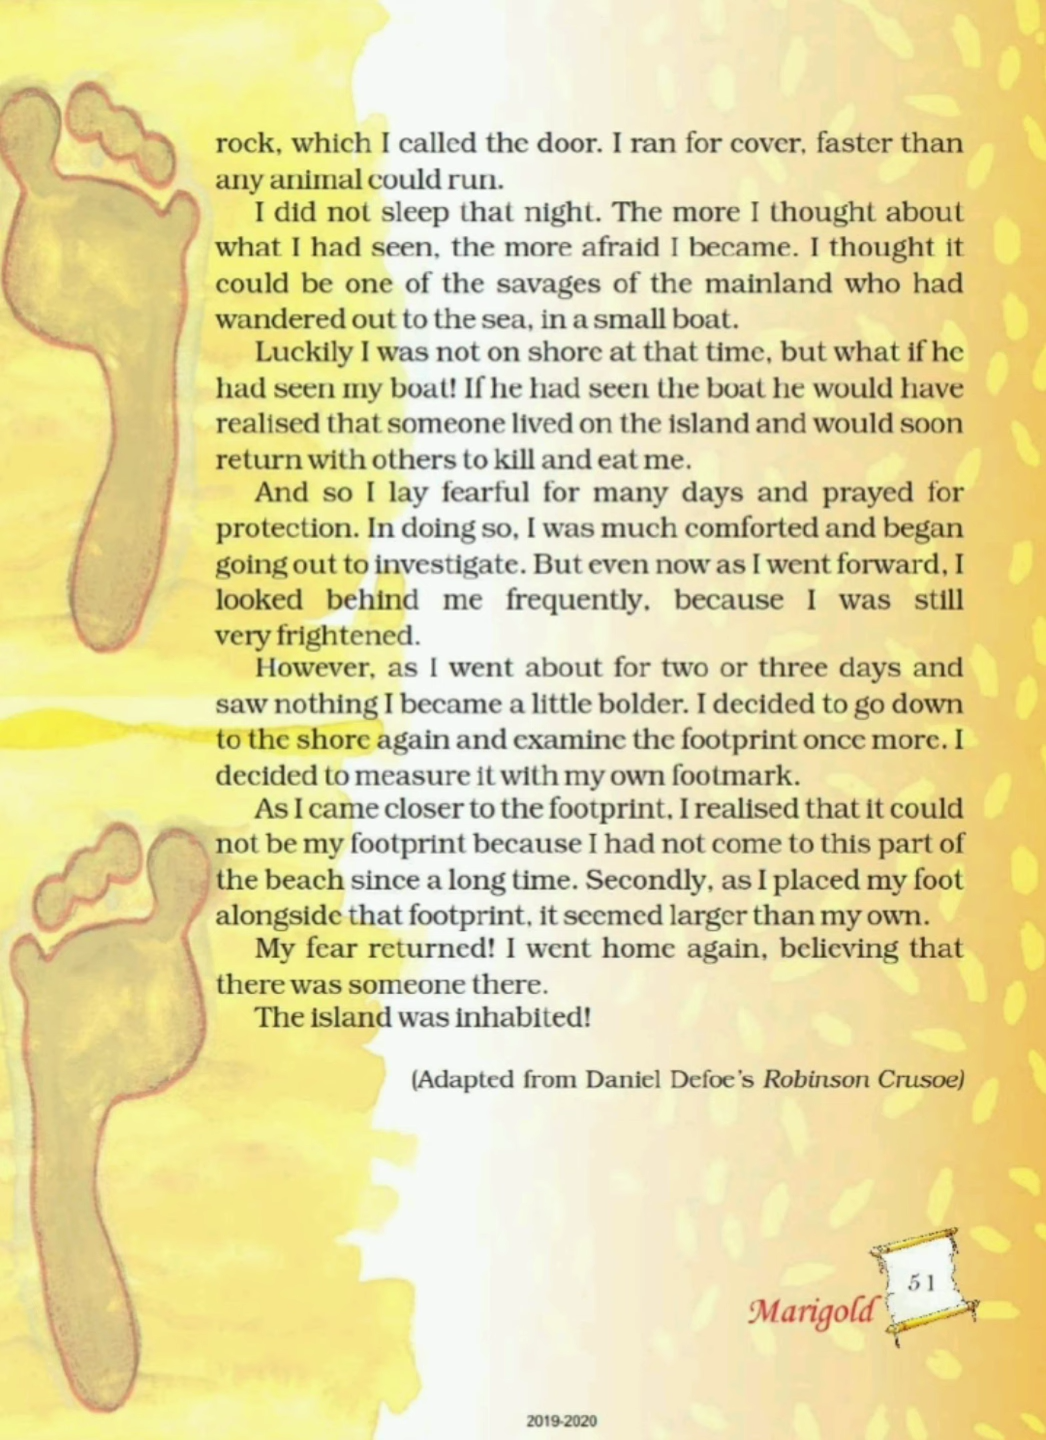 rock, which I called the door. I ran for cover, faster than
any animal could run.
I did not sleep that night. The more I thought about
what I had seen, the more afraid I became. I thought it
could be one of the savages of the mainland who had
wandered out to the sea, in a small boat.
Luckily I was not on shore at that time, but what if he
had seen my boat! If he had seen the boat he would have
realised that someone lived on the island and would soon
return with others to kill and eat me.
And so I lay fearful for many days and prayed for
protection. In doing so, I was much comforted and began
going out to investigate. But even now as I went forward, I
looked behind me frequently, because I was still
very frightened.
However, as I went about for two or three days and
saw nothing I became a little bolder. I decided to go down
to the shore again and examine the footprint once more. I
decided to measure it with my own footmark.
As I came closer to the footprint, I realised that it could
not be my footprint because I had not come to this part of
the beach since a long time. Secondly, as I placed my foot
alongside that footprint, it seemed larger than my own.
My fear returned! I went home again, believing that
there was someone there.
The island was inhabited!
(Adapted from Daniel Defoe's Robinson Crusoe)
51
Marigold
2019-2020